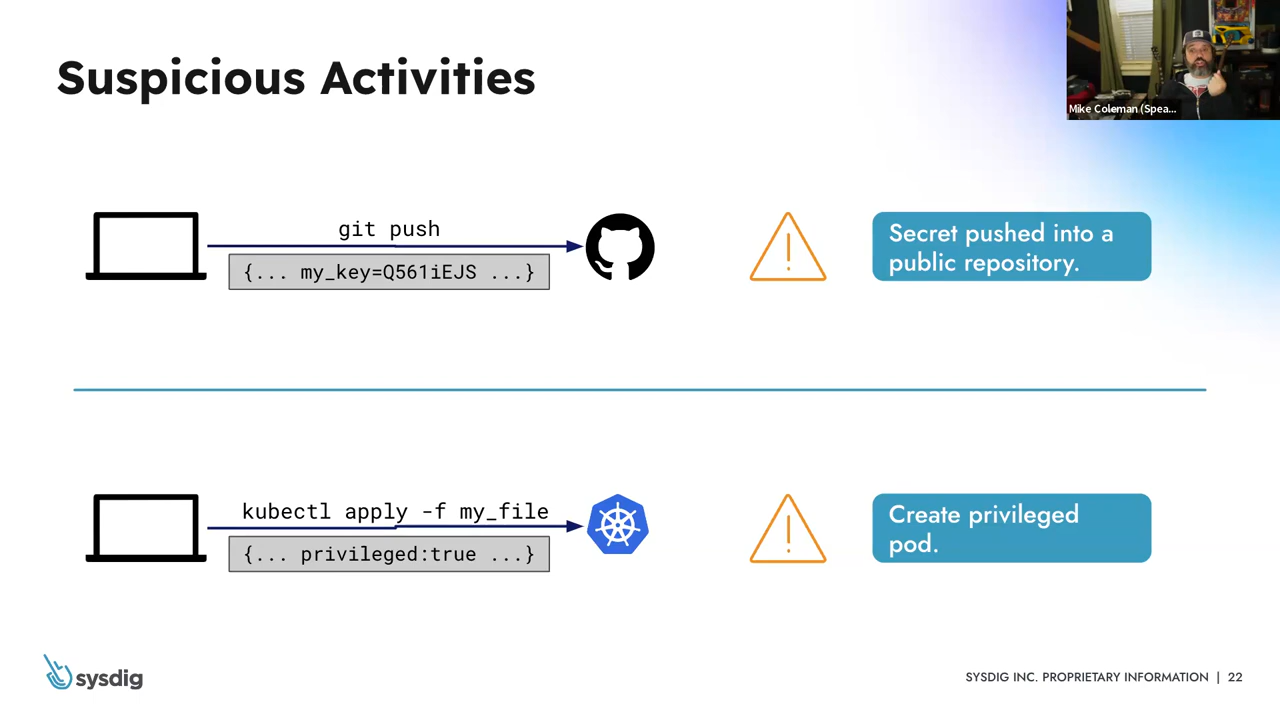 Suspicious Activities
Mike Coleman (Spea...
git push
{... my_key=Q561iEJS ...}
Secret pushed into a
public repository.
kubectl apply -f my_file
{... privileged:true ...}
Create privileged
pod.
sysdig
SYSDIG INC. PROPRIETARY INFORMATION | 22